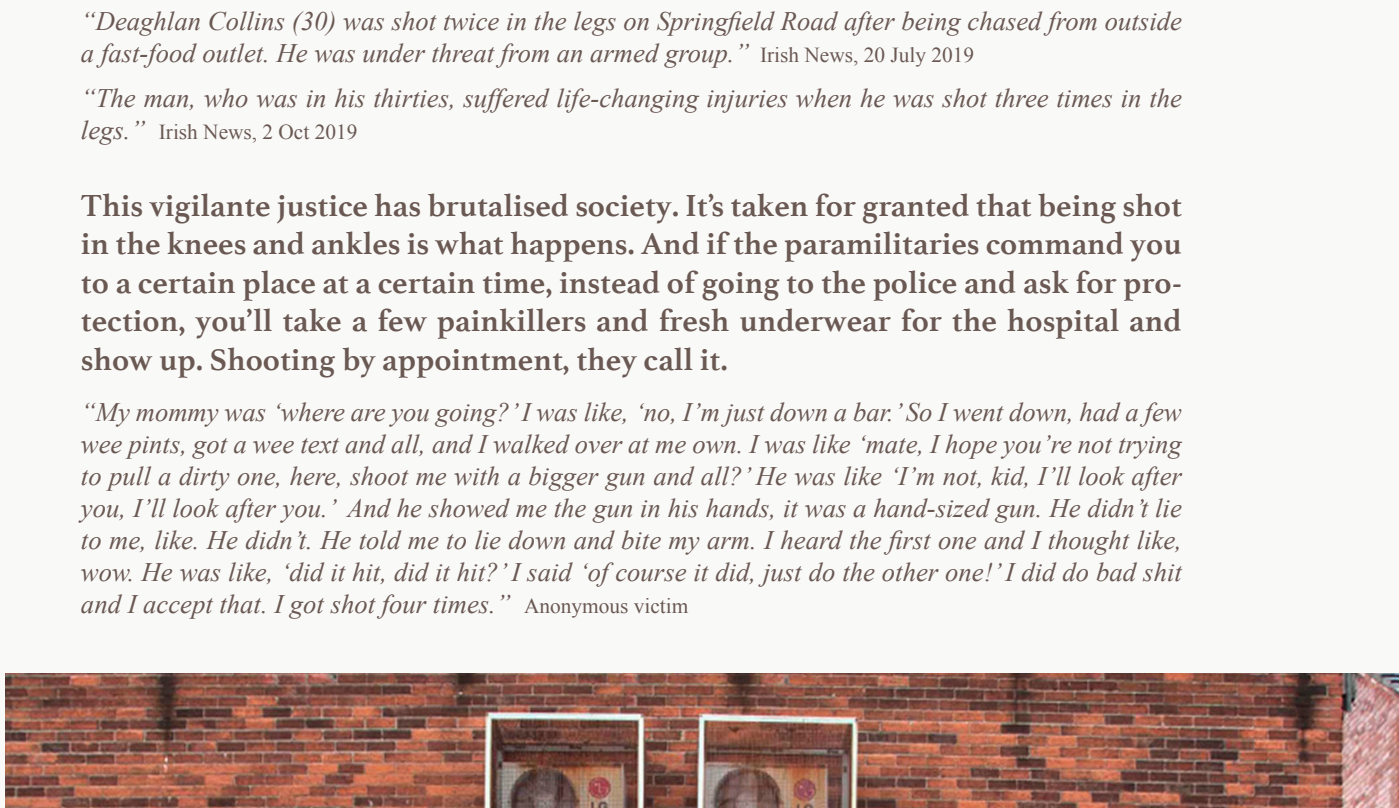 “Deaghlan Collins (30) was shot twice in the legs on Springfield Road after being chased from outside
a fast-food outlet. He was under threat from an armed group.” Irish News, 20 July 2019
“The man, who was in his thirties, suffered life-changing injuries when he was shot three times in the
legs.” Irish News, 2 Oct 2019
This vigilante justice has brutalised society. It’s taken for granted that being shot
in the knees and ankles is what happens. And if the paramilitaries command you
to a certain place at a certain time, instead of going to the police and ask for pro-
tection, you’ll take a few painkillers and fresh underwear for the hospital and
show up. Shooting by appointment, they call it.
“My mommy was ‘where are you going?’ I was like, ‘no, I’m just down a bar.’ So I went down, had a few
wee pints, got a wee text and all, and I walked over at me own. I was like ‘mate, I hope you’re not trying
to pull a dirty one, here, shoot me with a bigger gun and all?’ He was like ‘I’m not, kid, I’ll look after
you, I’ll look after you.’ And he showed me the gun in his hands, it was a hand-sized gun. He didn’t lie
to me, like. He didn’t. He told me to lie down and bite my arm. I heard the first one and I thought like,
wow. He was like, ‘did it hit, did it hit?’ I said ‘of course it did, just do the other one!’ I did do bad shit
and I accept that. I got shot four times.” Anonymous victim